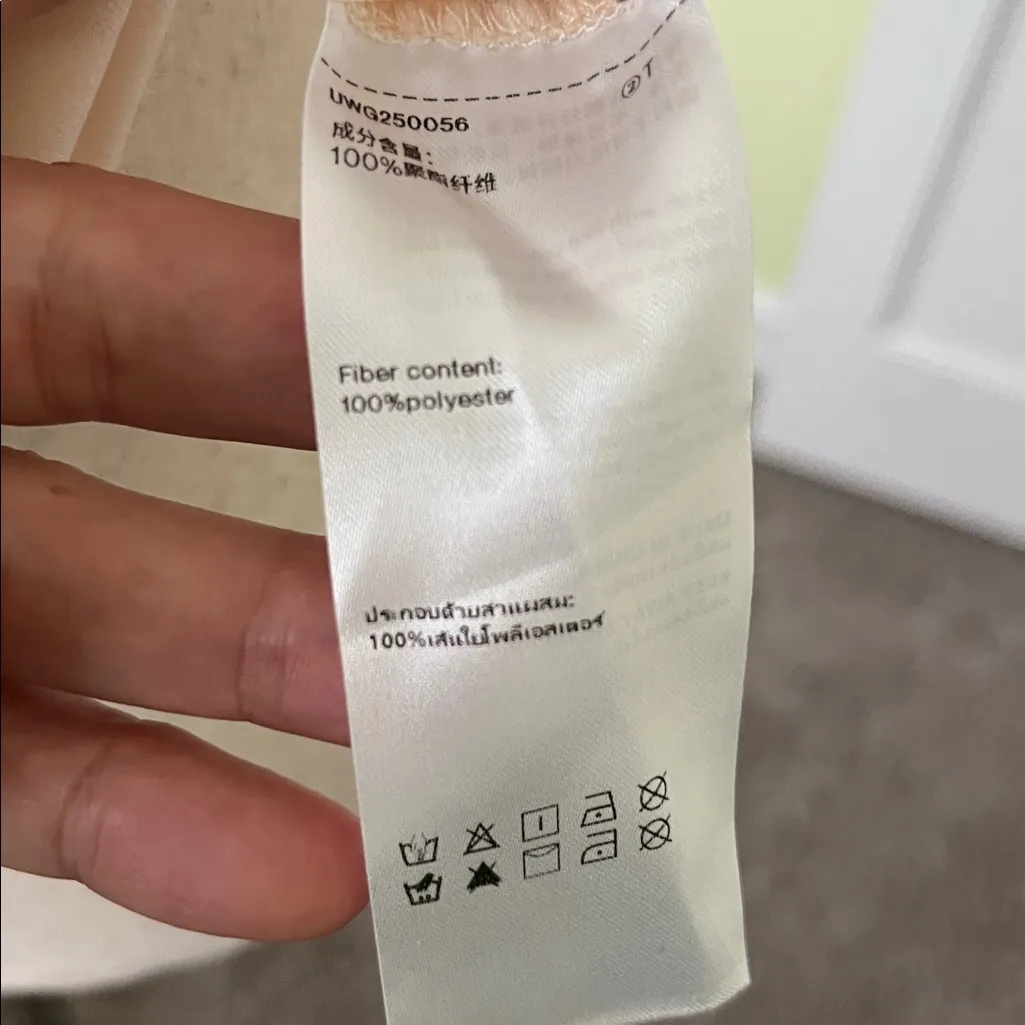 ② T
UWG250056
成分含量:
100%聚酯纤维
Fiber content:
100%polyester
ประกอบด้วยสาแผสม:
100%เส้นใยโพลีเอสเตอร์